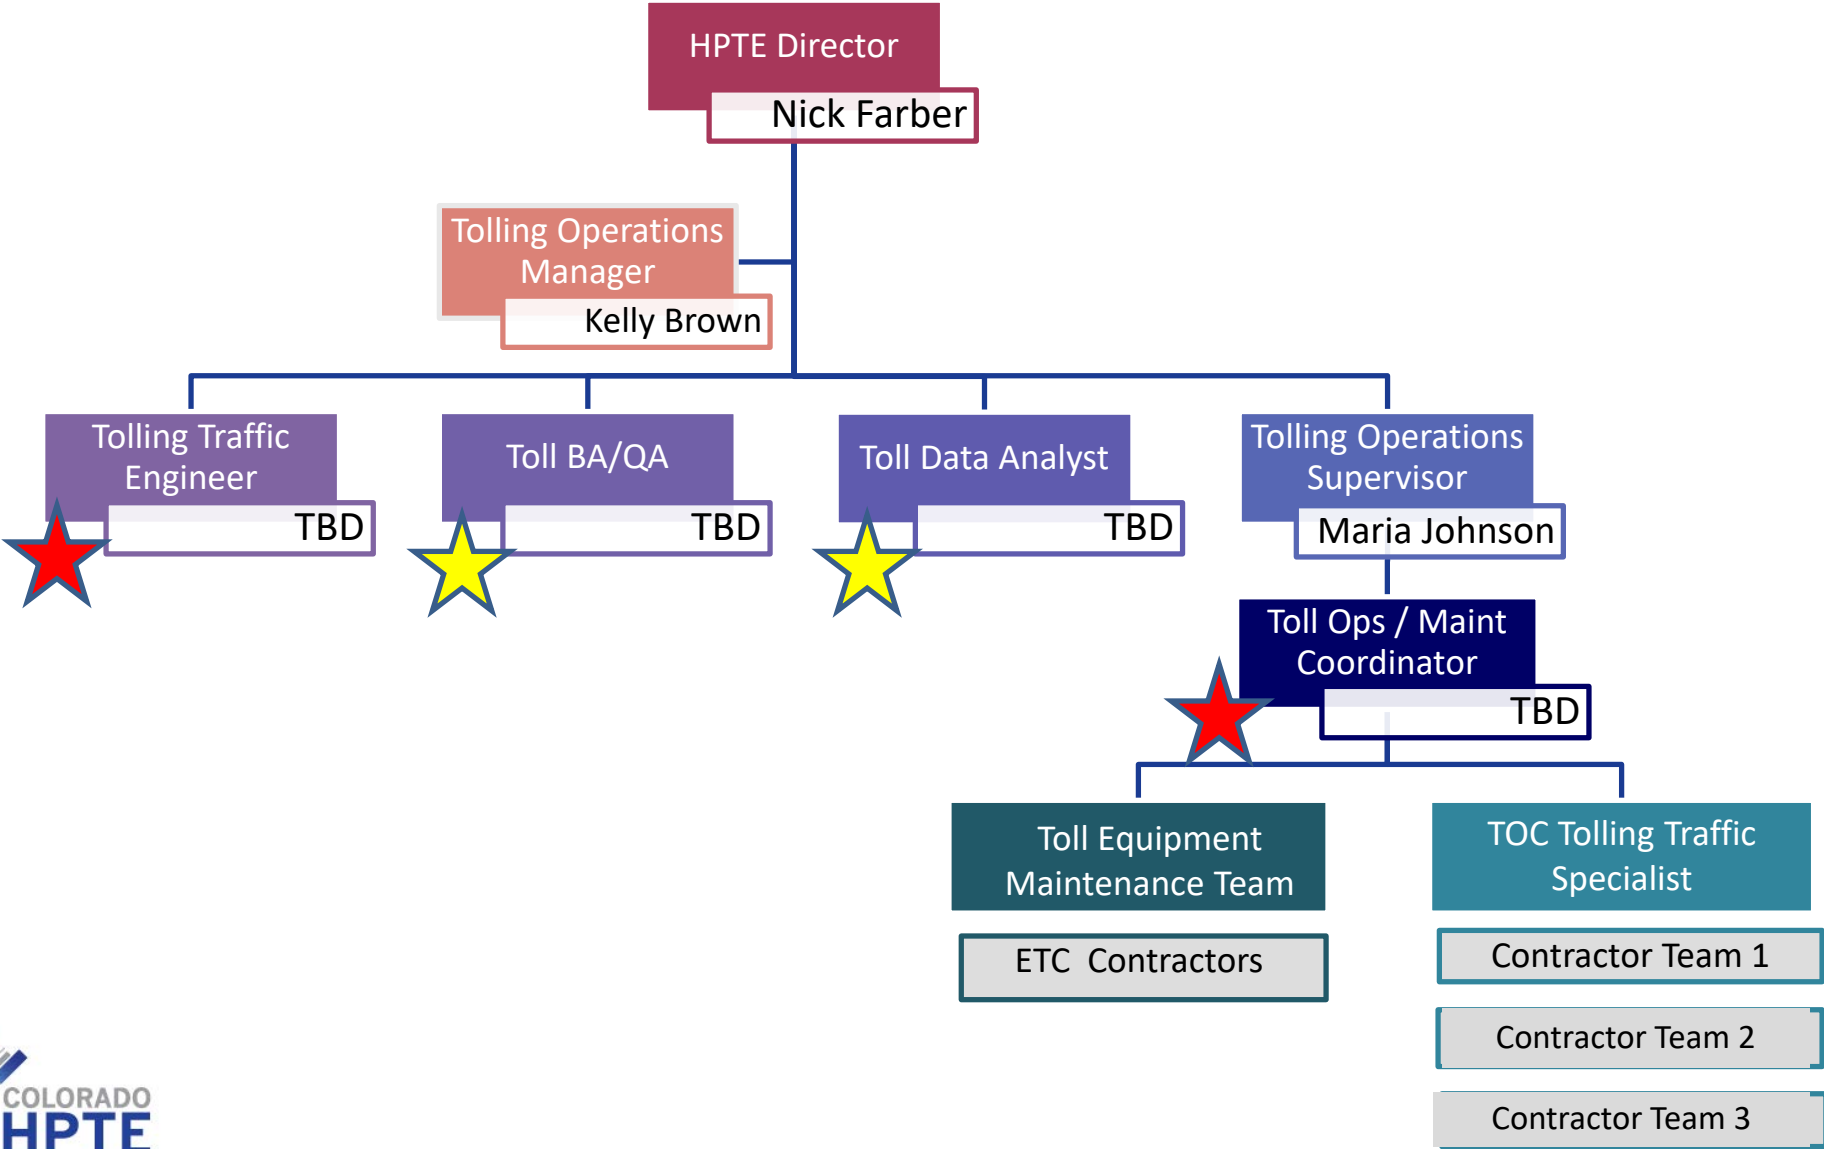 HPTE Director
Nick Farber
Tolling Operations
Manager
Kelly Brown
Tolling Traffic
Engineer
TBD
Toll BA/QA
TBD
Toll Data Analyst
TBD
Tolling Operations
Supervisor
Maria Johnson
Toll Ops / Maint
Coordinator
TBD
Toll Equipment
Maintenance Team
ETC Contractors
TOC Tolling Traffic
Specialist
Contractor Team 1
Contractor Team 2
Contractor Team 3
COLORADO
HPTE